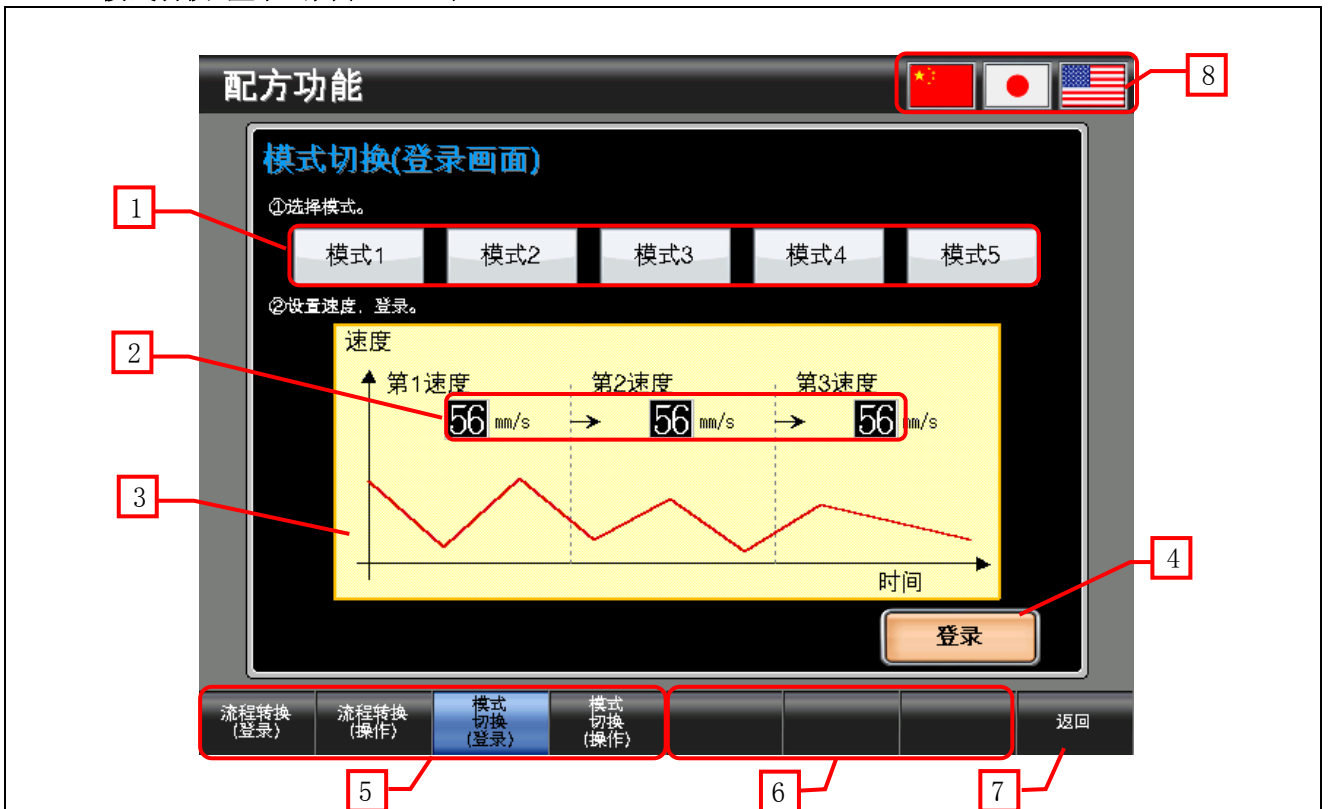 配方功能
8
模式切换(登录画面)
1
①选择模式。
模式1 模式2 模式3 模式4 模式5
②设置速度，登录。
2
速度
第1速度 第2速度 第3速度
56 mm/s → 56 mm/s → 56 mm/s
3
时间
4
登录
流程转换
(登录)
流程转换
(操作)
模式
切换
(登录)
模式
切换
(操作)
返回
5
6
7